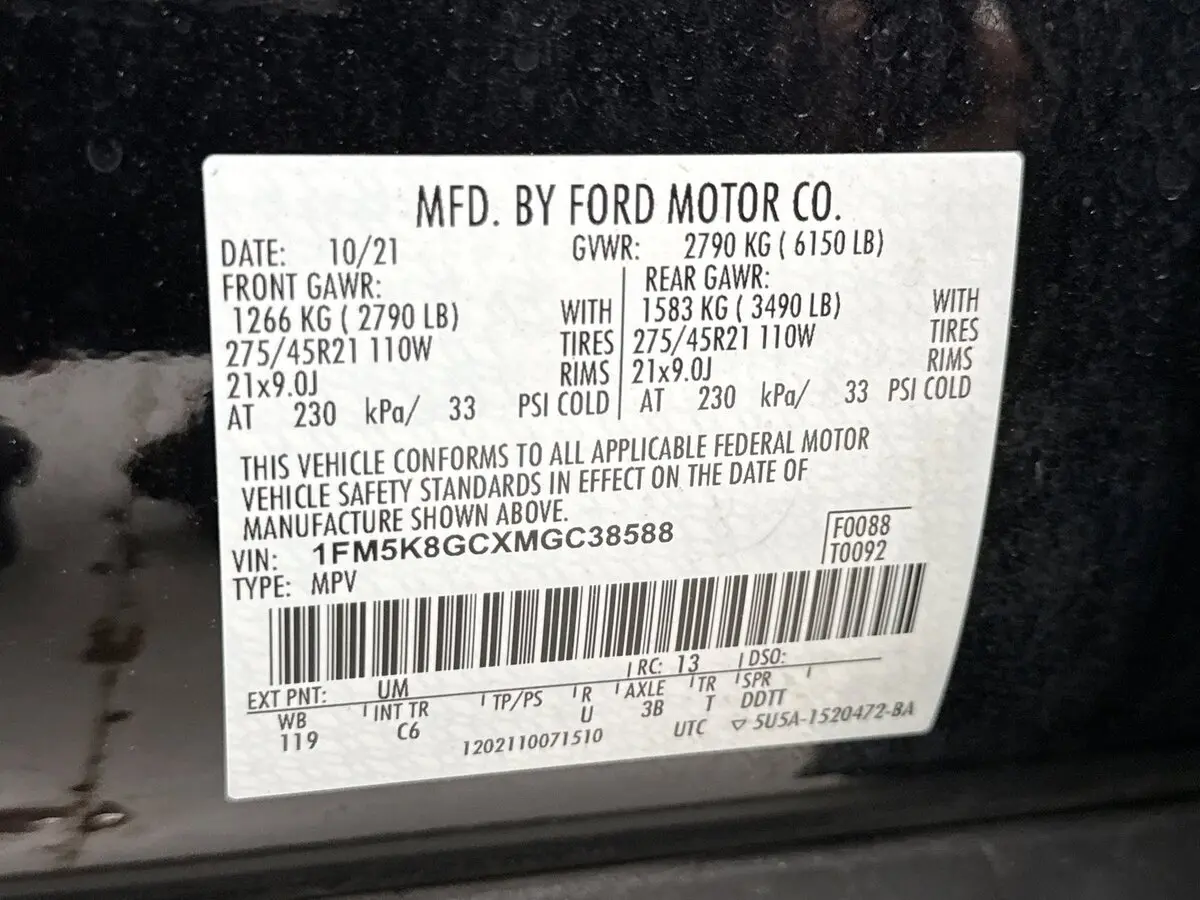 MFD. BY FORD MOTOR CO.
DATE: 10/21 GVWR: 2790 KG ( 6150 LB)
FRONT GAWR: REAR GAWR:
1266 KG ( 2790 LB) WITH 1583 KG ( 3490 LB) WITH
275/45R21 110W TIRES 275/45R21 110W TIRES
21x9.0J RIMS 21x9.0J RIMS
AT 230 kPa/ 33 PSI COLD AT 230 kPa/ 33 PSI COLD
THIS VEHICLE CONFORMS TO ALL APPLICABLE FEDERAL MOTOR
VEHICLE SAFETY STANDARDS IN EFFECT ON THE DATE OF
MANUFACTURE SHOWN ABOVE.
VIN: 1FM5K8GCXMGC38588 F0088
TYPE: MPV T0092
EXT PNT: UM RC: 13 DSO:
WB INT TR TP/PS R AXLE TR SPR
119 C6 U 3B T DDTT
1202110071510 UTC ▽ 5U5A-1520472-BA